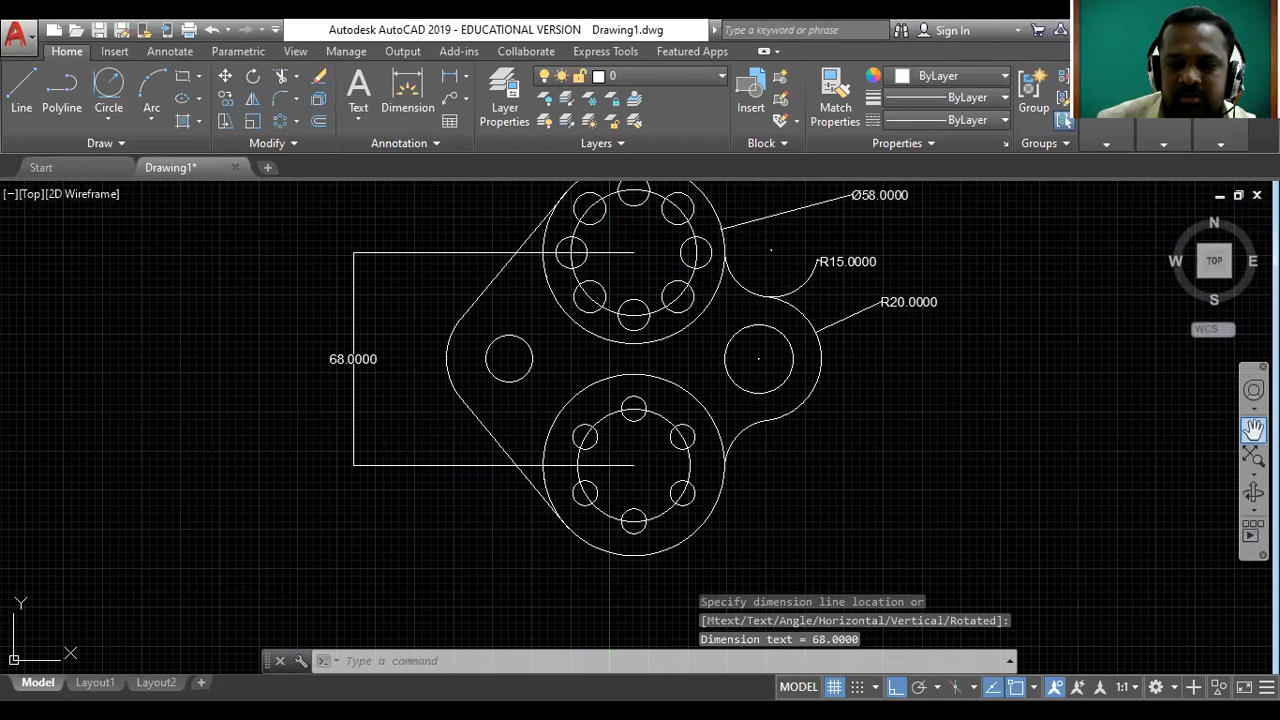 Autodesk AutoCAD 2019 - EDUCATIONAL VERSION Drawing1.dwg
Type a keyword or phrase
Sign In
Home Insert Annotate Parametric View Manage Output Add-ins Collaborate Express Tools Featured Apps
Line
Polyline
Circle
Arc
Text
Dimension
Layer
Properties
0
Insert
Match
Properties
ByLayer
ByLayer
ByLayer
Group
Draw Modify Annotation Layers Block Properties Groups
Start Drawing1*
[−][Top][2D Wireframe]
Ø58.0000
R15.0000
R20.0000
68.0000
N
W TOP E
S
WCS
Specify dimension line location or
[Mtext/Text/Angle/Horizontal/Vertical/Rotated]:
Dimension text = 68.0000
Y
X
Type a command
Model Layout1 Layout2
MODEL 1:1